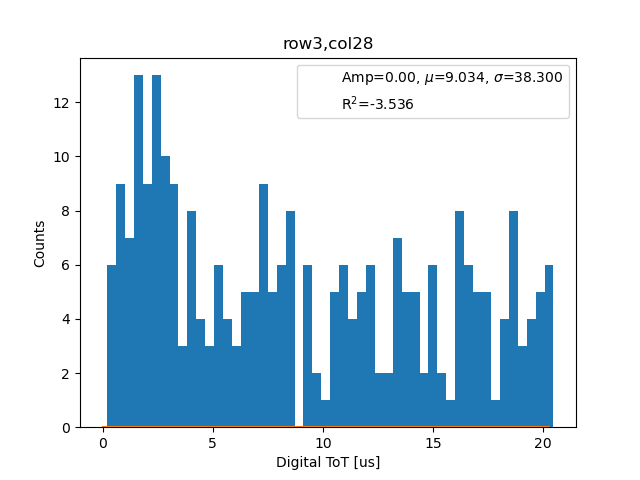 row3,col28
Amp=0.00, μ=9.034, σ=38.300
R²=-3.536
Counts
12
10
8
6
4
2
0
0 5 10 15 20
Digital ToT [us]